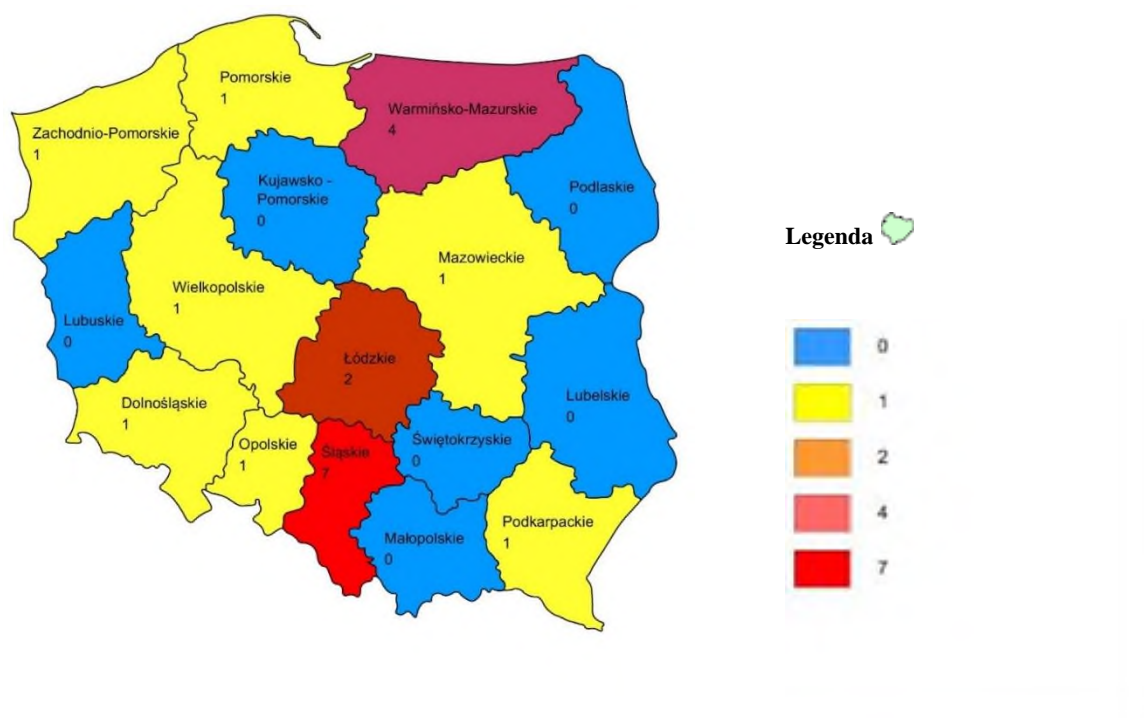 Pomorskie
1
Warmińsko-Mazurskie
4
Zachodnio-Pomorskie
1
Kujawsko -
Pomorskie
0
Podlaskie
0
Mazowieckie
1
Wielkopolskie
1
Lubuskie
0
Łódzkie
2
Lubelskie
0
Dolnośląskie
1
Opolskie
1
Śląskie
7
Świętokrzyskie
0
Małopolskie
0
Podkarpackie
1
Legenda
0
1
2
4
7